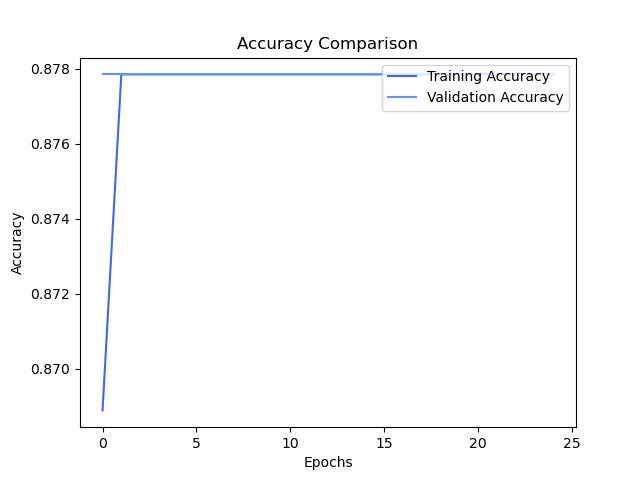 Accuracy Comparison
0.878
0.876
0.874
0.872
0.870
Accuracy
Training Accuracy
Validation Accuracy
0 5 10 15 20 25
Epochs